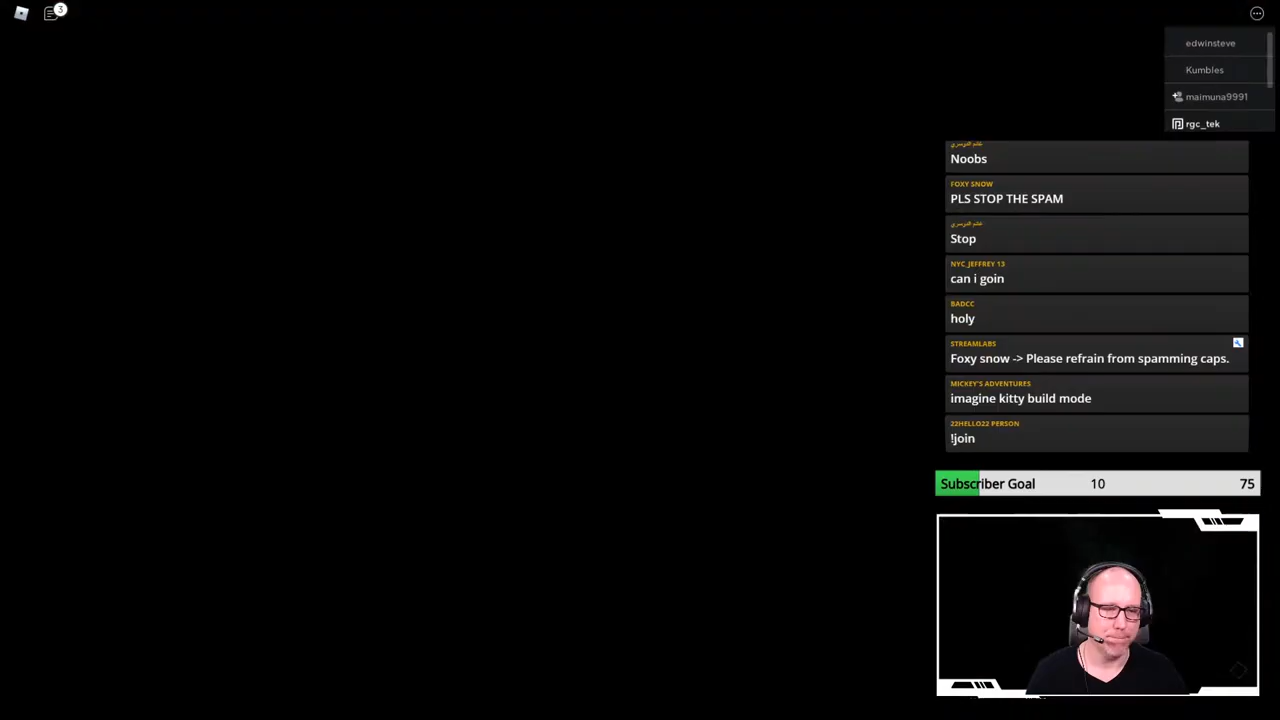 3
edwinsteve
Kumbles
maimuna9991
rgc_tek
Noobs
FOXY SNOW
PLS STOP THE SPAM
Stop
NYC JEFFREY 13
can i goin
BADCC
holy
STREAMLABS
Foxy snow -> Please refrain from spamming caps.
MICKEY'S ADVENTURES
imagine kitty build mode
22HELLO22 PERSON
!join
Subscriber Goal 10 75